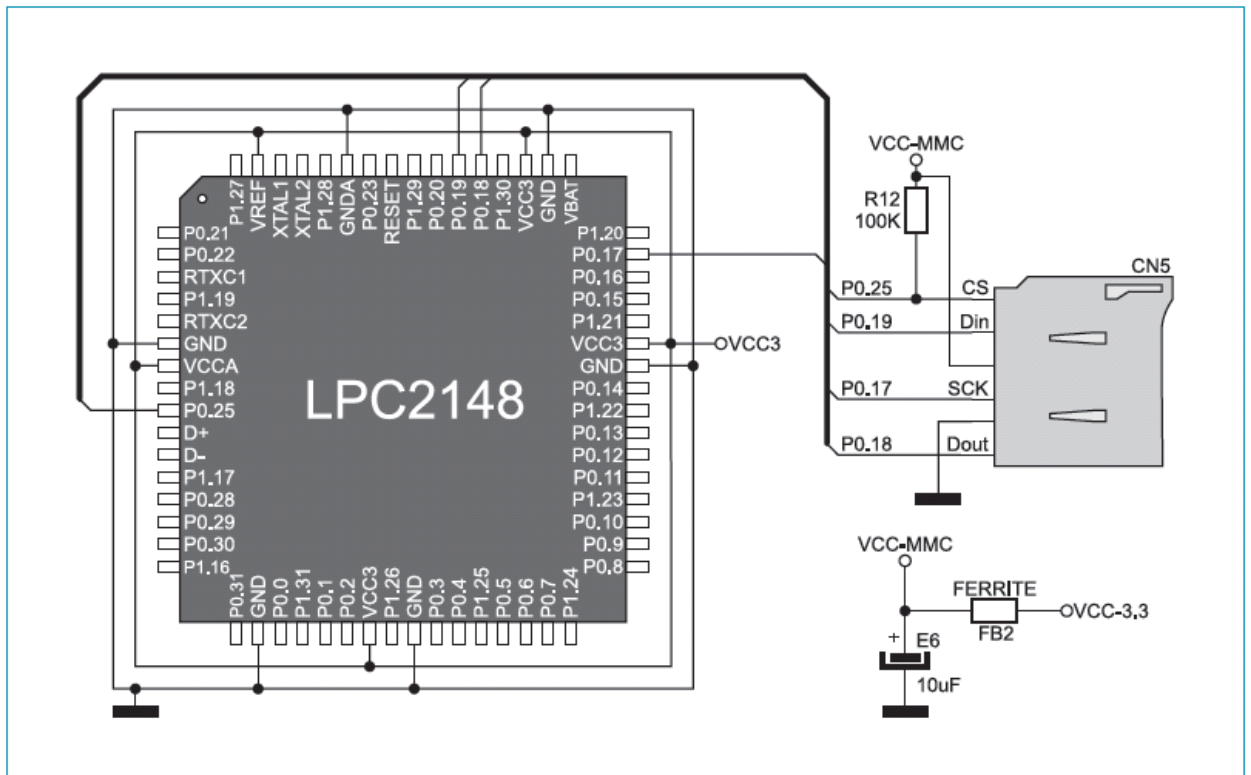 P1.27
VREF
XTAL1
XTAL2
P1.28
GNDA
P0.23
RESET
P1.29
P0.20
P0.19
P0.18
P1.30
VCC3
GND
VBAT
P0.21
P0.22
RTXC1
P1.19
RTXC2
GND
VCCA
P1.18
P0.25
D+
D-
P1.17
P0.28
P0.29
P0.30
P1.16
LPC2148
P1.20
P0.17
P0.16
P0.15
P1.21
VCC3
GND
P0.14
P1.22
P0.13
P0.12
P0.11
P1.23
P0.10
P0.9
P0.8
P0.31
GND
P0.0
P1.31
P0.1
P0.2
VCC3
P1.26
GND
P0.3
P0.4
P1.25
P0.5
P0.6
P0.7
P1.24
VCC3
VCC-MMC
R12
100K
CN5
P0.25 CS
P0.19 Din
P0.17 SCK
P0.18 Dout
VCC-MMC
FERRITE
VCC-3.3
FB2
+ E6
10uF